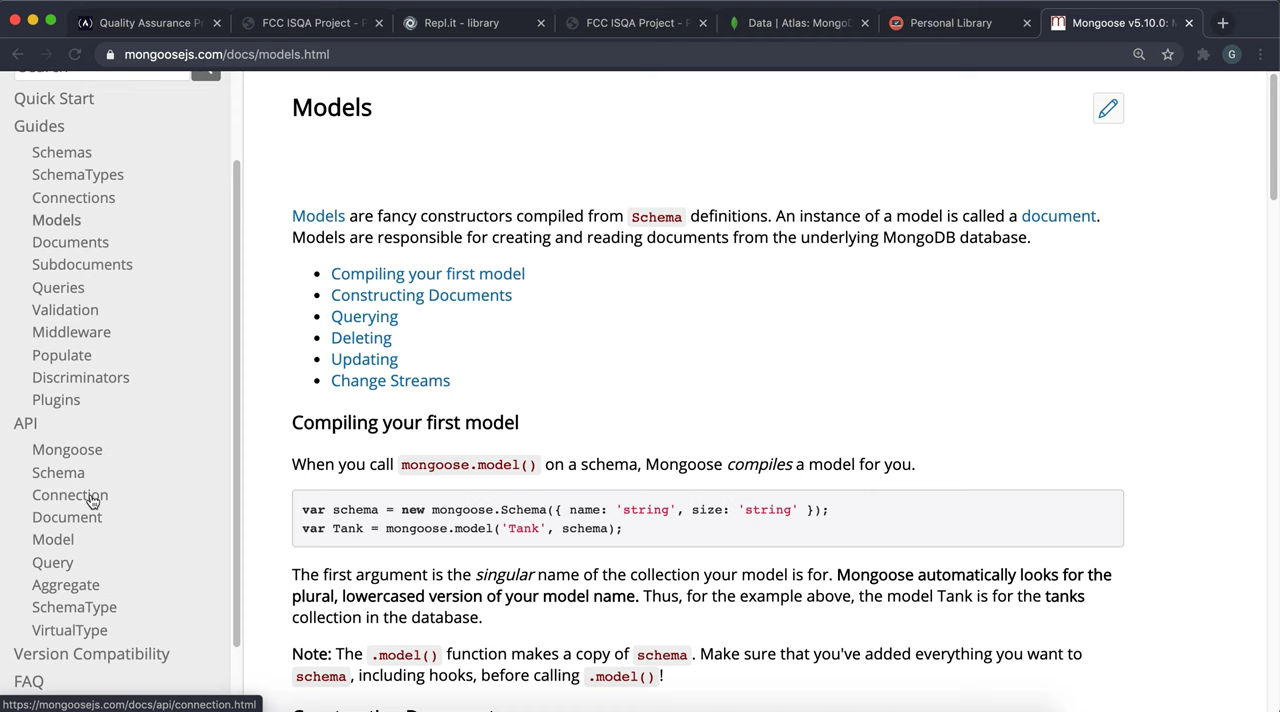 Quality Assurance P
FCC ISQA Project - F
Repl.it - library
FCC ISQA Project - F
Data | Atlas: MongoD
Personal Library
Mongoose v5.10.0: M
mongoosejs.com/docs/models.html
G
Quick Start
Guides
Schemas
SchemaTypes
Connections
Models
Documents
Subdocuments
Queries
Validation
Middleware
Populate
Discriminators
Plugins
API
Mongoose
Schema
Connection
Document
Model
Query
Aggregate
SchemaType
VirtualType
Version Compatibility
FAQ
https://mongoosejs.com/docs/api/connection.html
Models
Models are fancy constructors compiled from Schema definitions. An instance of a model is called a document.
Models are responsible for creating and reading documents from the underlying MongoDB database.
• Compiling your first model
• Constructing Documents
• Querying
• Deleting
• Updating
• Change Streams
Compiling your first model
When you call mongoose.model() on a schema, Mongoose compiles a model for you.
var schema = new mongoose.Schema({ name: 'string', size: 'string' });
var Tank = mongoose.model('Tank', schema);
The first argument is the singular name of the collection your model is for. Mongoose automatically looks for the
plural, lowercased version of your model name. Thus, for the example above, the model Tank is for the tanks
collection in the database.
Note: The .model() function makes a copy of schema. Make sure that you've added everything you want to
schema, including hooks, before calling .model()!